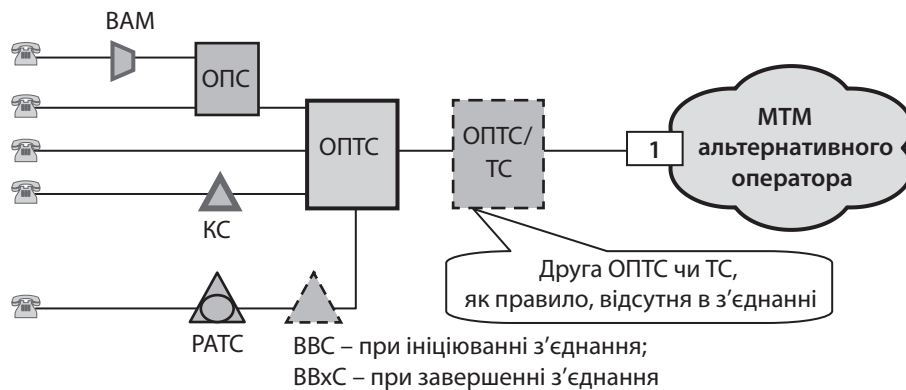 ВАМ
ОПС
ОПТС
ОПТС/
ТС
1
МТМ
альтернативного
оператора
КС
Друга ОПТС чи ТС,
як правило, відсутня в з’єднанні
РАТС
ВВС – при ініціюванні з’єднання;
ВВхС – при завершенні з’єднання